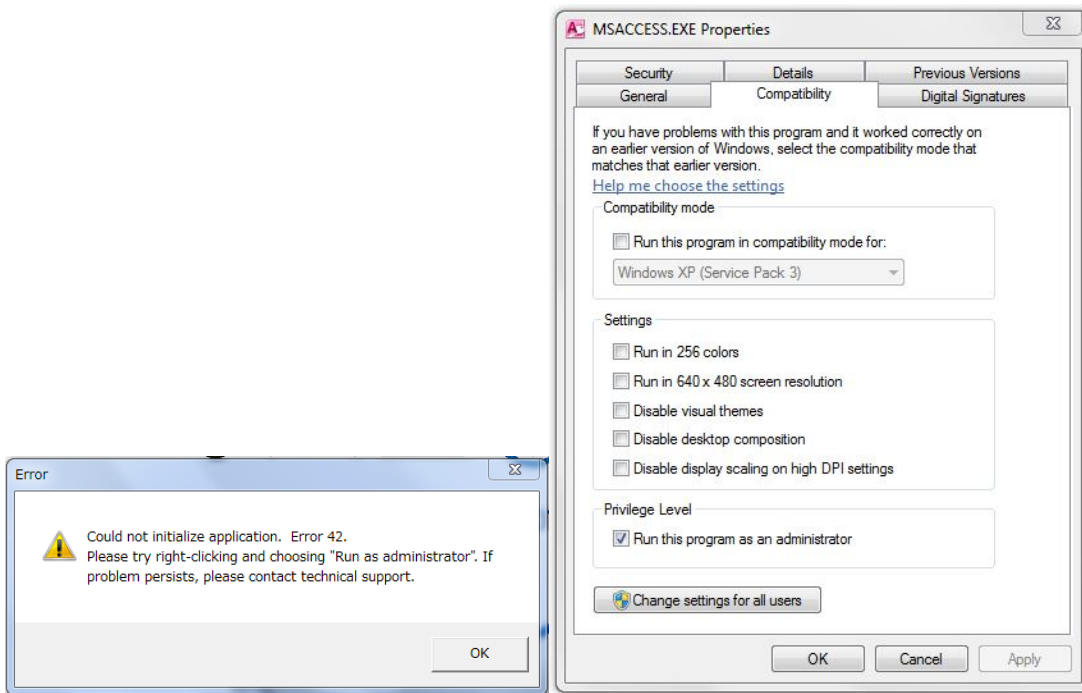 MSACCESS.EXE Properties
Security
Details
Previous Versions
General
Compatibility
Digital Signatures
If you have problems with this program and it worked correctly on
an earlier version of Windows, select the compatibility mode that
matches that earlier version.
Help me choose the settings
Compatibility mode
Run this program in compatibility mode for:
Windows XP (Service Pack 3)
Settings
Run in 256 colors
Run in 640 x 480 screen resolution
Disable visual themes
Disable desktop composition
Disable display scaling on high DPI settings
Privilege Level
Run this program as an administrator
Change settings for all users
OK
Cancel
Apply
Error
Could not initialize application.  Error 42.
Please try right-clicking and choosing "Run as administrator". If
problem persists, please contact technical support.
OK